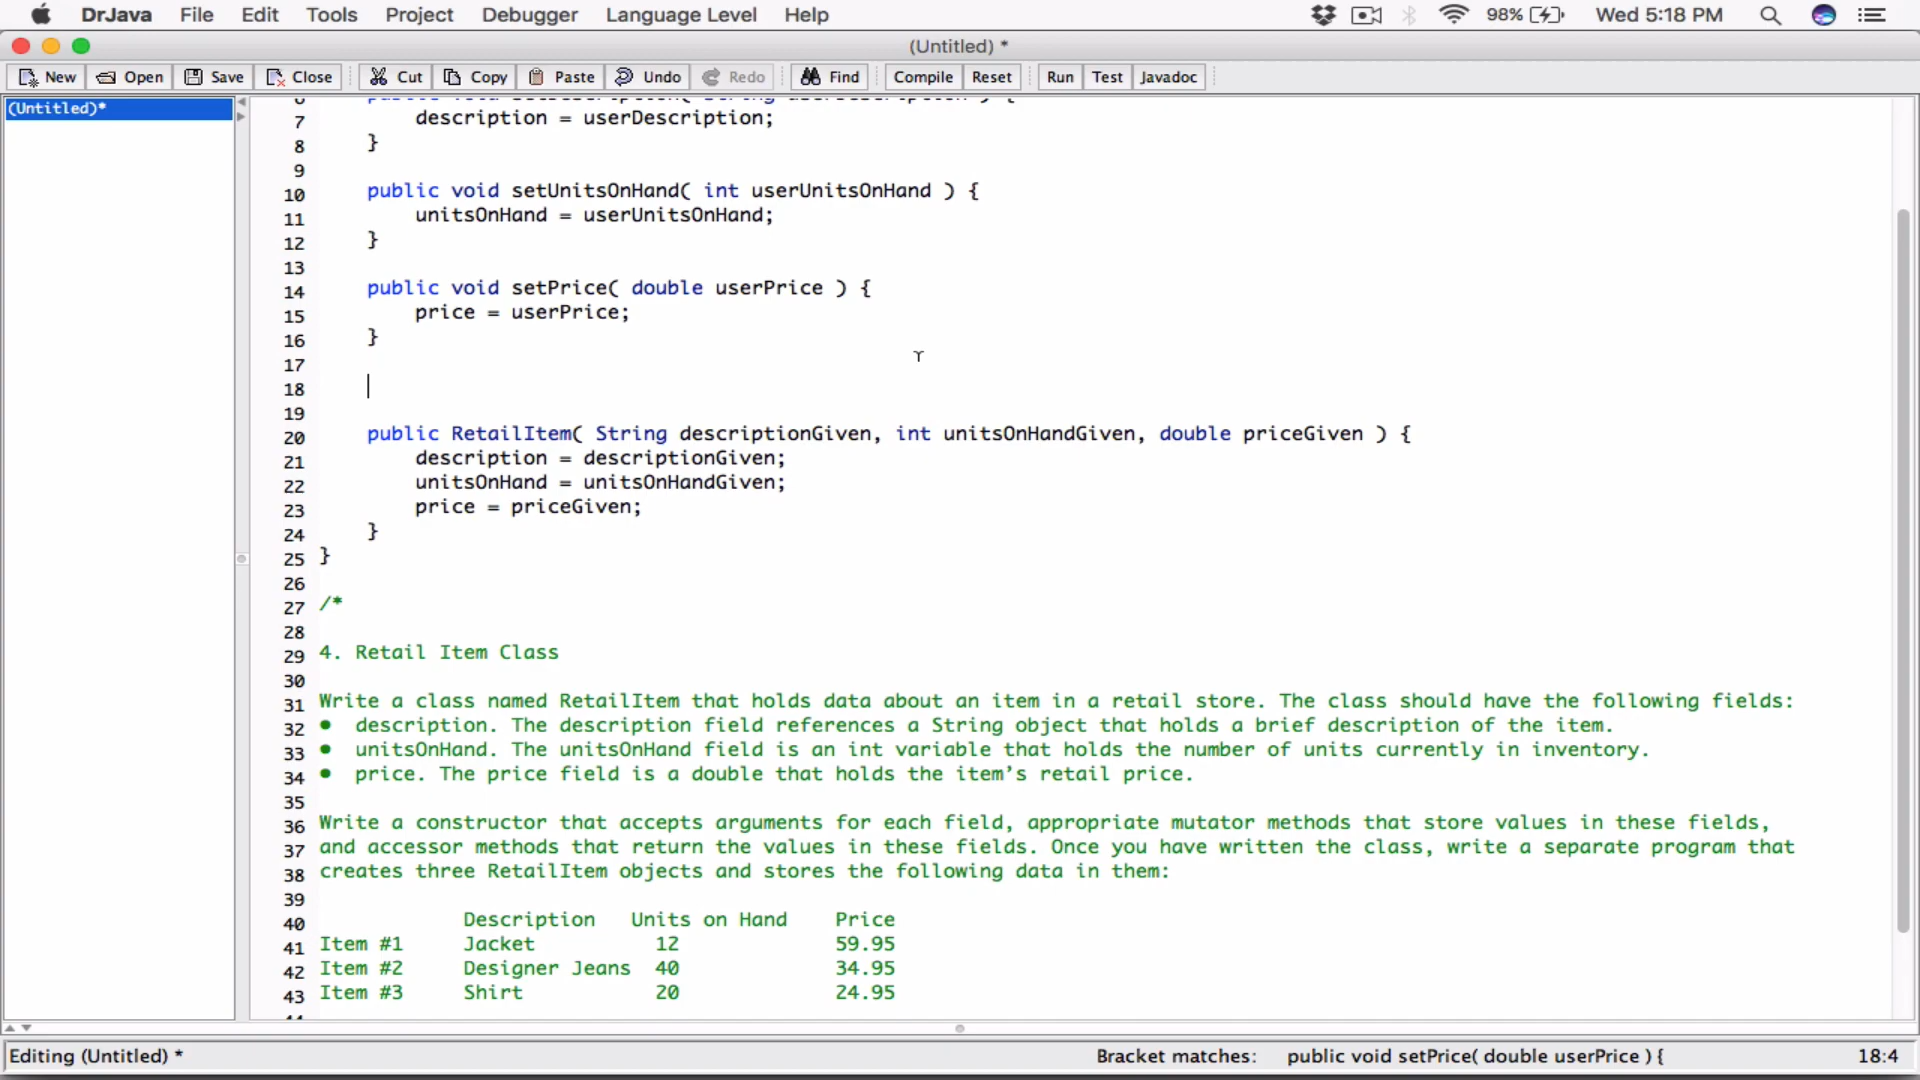 DrJava File Edit Tools Project Debugger Language Level Help 98% Wed 5:18 PM
(Untitled) *
New Open Save Close Cut Copy Paste Undo Redo Find Compile Reset Run Test Javadoc
(Untitled)*
6 public void setDescription( String userDescription ) {
7 description = userDescription;
8 }
9
10 public void setUnitsOnHand( int userUnitsOnHand ) {
11 unitsOnHand = userUnitsOnHand;
12 }
13
14 public void setPrice( double userPrice ) {
15 price = userPrice;
16 }
17
18
19
20 public RetailItem( String descriptionGiven, int unitsOnHandGiven, double priceGiven ) {
21 description = descriptionGiven;
22 unitsOnHand = unitsOnHandGiven;
23 price = priceGiven;
24 }
25 }
26
27 /*
28
29 4. Retail Item Class
30
31 Write a class named RetailItem that holds data about an item in a retail store. The class should have the following fields:
32 • description. The description field references a String object that holds a brief description of the item.
33 • unitsOnHand. The unitsOnHand field is an int variable that holds the number of units currently in inventory.
34 • price. The price field is a double that holds the item’s retail price.
35
36 Write a constructor that accepts arguments for each field, appropriate mutator methods that store values in these fields,
37 and accessor methods that return the values in these fields. Once you have written the class, write a separate program that
38 creates three RetailItem objects and stores the following data in them:
39
40 Description Units on Hand Price
41 Item #1 Jacket 12 59.95
42 Item #2 Designer Jeans 40 34.95
43 Item #3 Shirt 20 24.95
44
Editing (Untitled) * Bracket matches: public void setPrice( double userPrice ) { 18:4